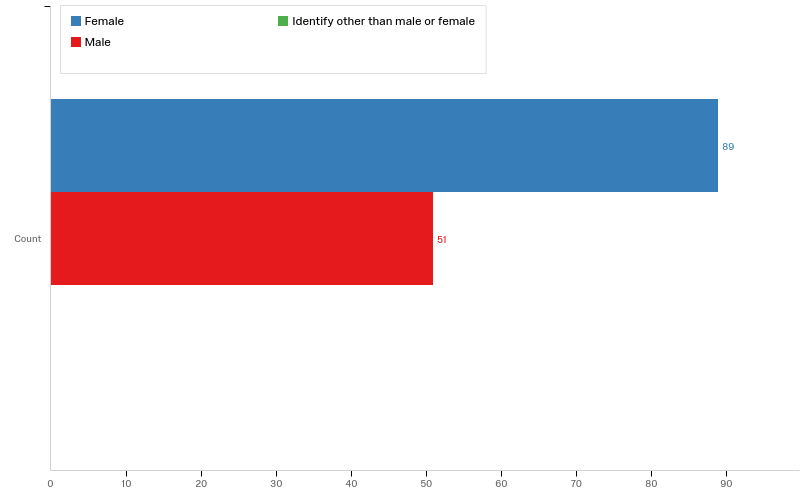 Female
Identify other than male or female
Male
89
Count
51
0 10 20 30 40 50 60 70 80 90